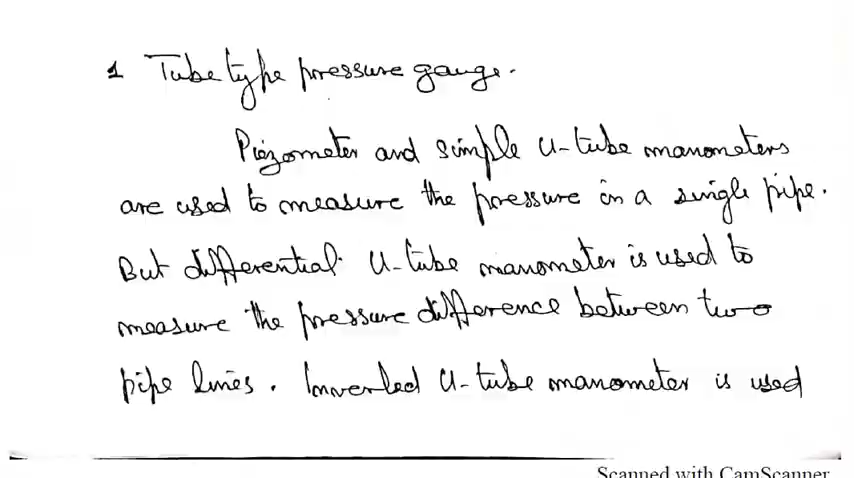 1 Tube type pressure gauge.
Piezometer and simple U-tube manometers
are used to measure the pressure in a single pipe.
But differential U-tube manometer is used to
measure the pressure difference between two
pipe lines. Inverted U-tube manometer is used
Scanned with CamScanner